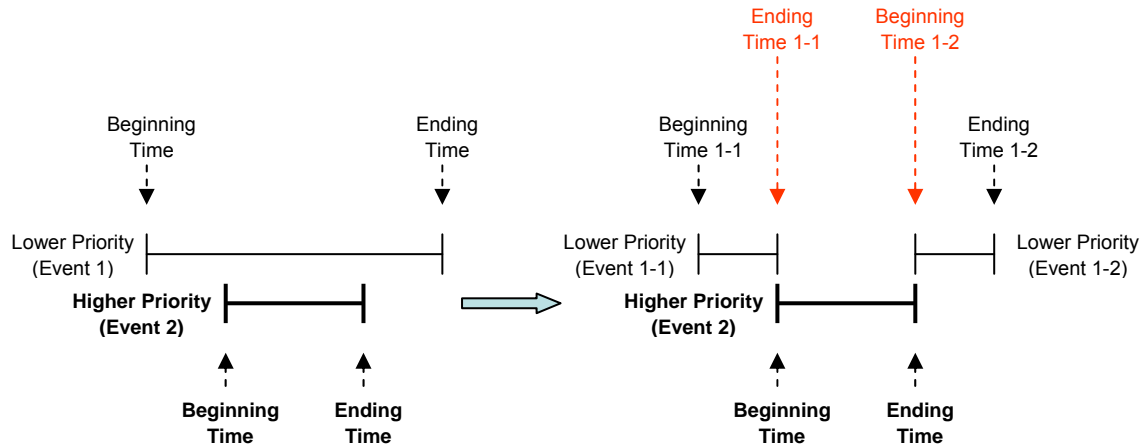 Ending
Time 1-1
Beginning
Time 1-2
Beginning
Time
Ending
Time
Beginning
Time 1-1
Ending
Time 1-2
Lower Priority
(Event 1)
Lower Priority
(Event 1-1)
Lower Priority
(Event 1-2)
Higher Priority
(Event 2)
Higher Priority
(Event 2)
Beginning
Time
Ending
Time
Beginning
Time
Ending
Time